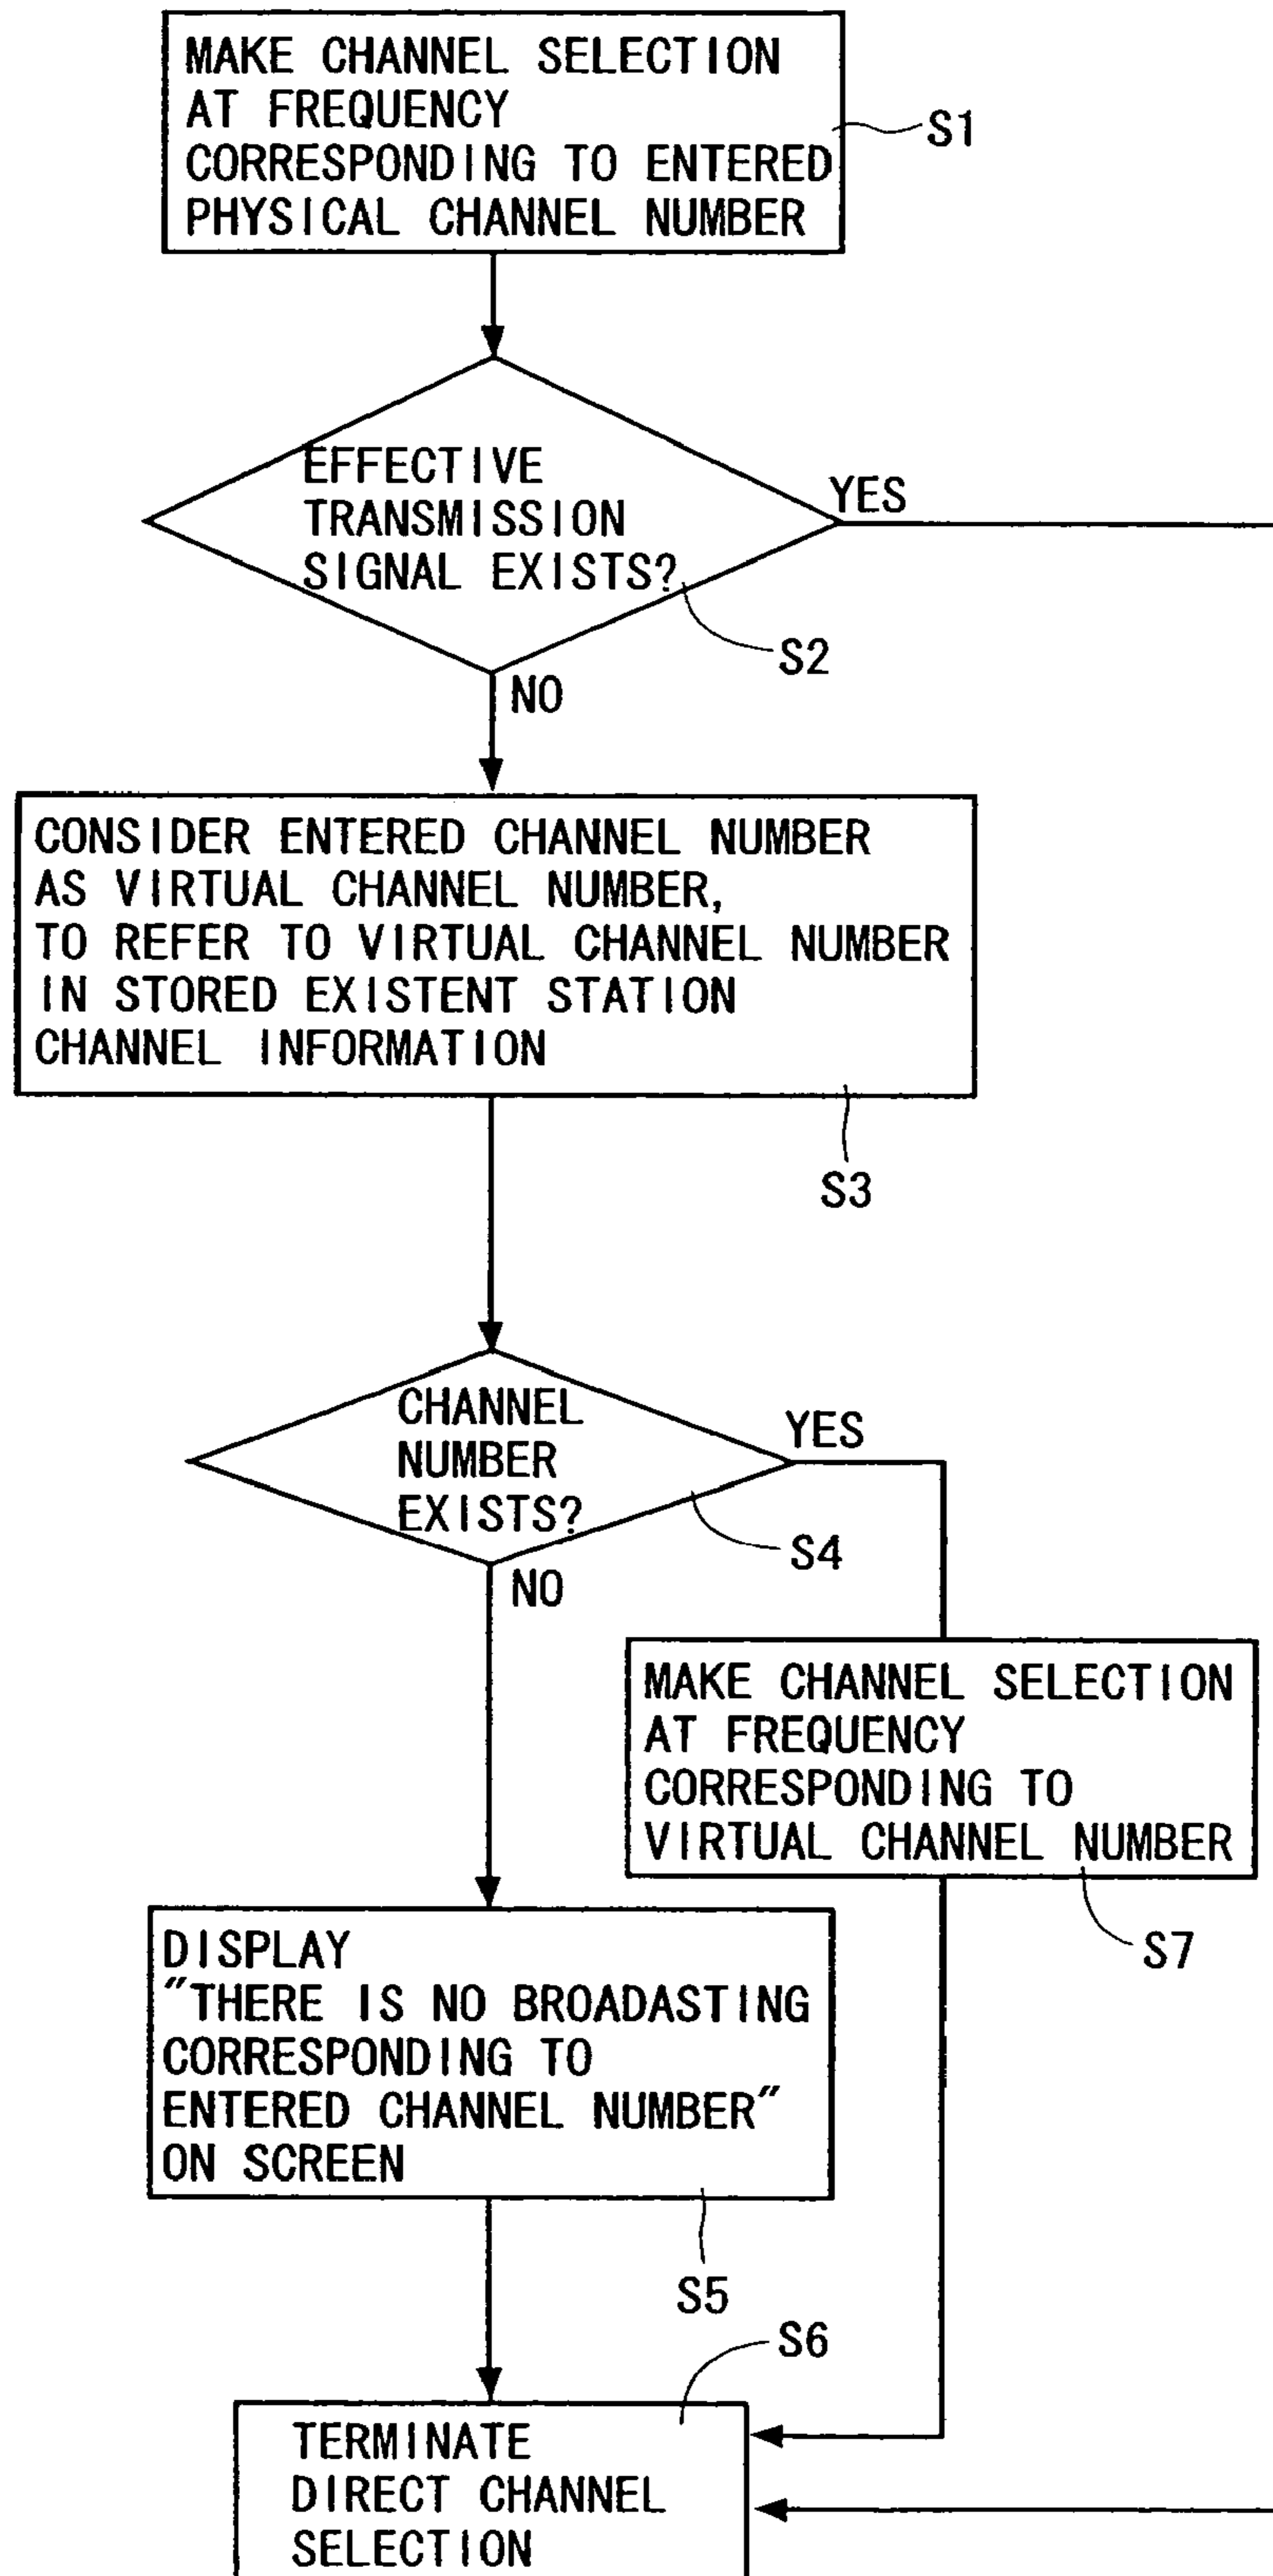 MAKE CHANNEL SELECTION
AT FREQUENCY
CORRESPONDING TO ENTERED
PHYSICAL CHANNEL NUMBER
S1
EFFECTIVE
TRANSMISSION
SIGNAL EXISTS?
YES
S2
NO
CONSIDER ENTERED CHANNEL NUMBER
AS VIRTUAL CHANNEL NUMBER,
TO REFER TO VIRTUAL CHANNEL NUMBER
IN STORED EXISTENT STATION
CHANNEL INFORMATION
S3
CHANNEL
NUMBER
EXISTS?
YES
S4
NO
MAKE CHANNEL SELECTION
AT FREQUENCY
CORRESPONDING TO
VIRTUAL CHANNEL NUMBER
S7
DISPLAY
"THERE IS NO BROADASTING
CORRESPONDING TO
ENTERED CHANNEL NUMBER"
ON SCREEN
S5
S6
TERMINATE
DIRECT CHANNEL
SELECTION